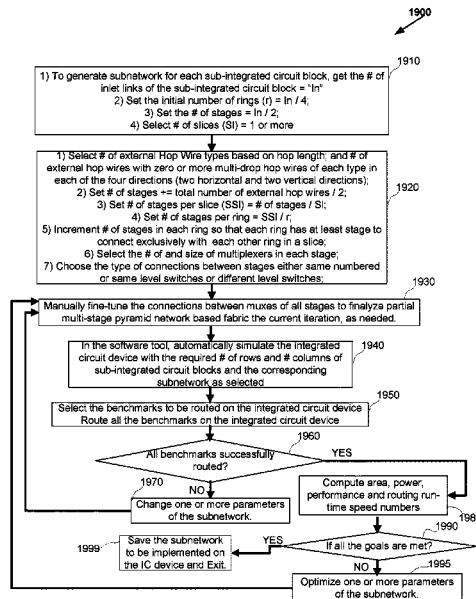 1900
1910
1) To generate subnetwork for each sub-integrated circuit block, get the # of
inlet links of the sub-integrated circuit block = "In"
2) Set the initial number of rings (r) = In / 4;
3) Set the # of stages = In / 2;
4) Select # of slices (Sl) = 1 or more
1) Select # of external Hop Wire types based on hop length; and # of
external hop wires with zero or more multi-drop hop wires of each type in
each of the four directions (two horizontal and two vertical directions);
2) Set # of stages += total number of external hop wires / 2;
3) Set # of stages per slice (SSl) = # of stages / Sl;
4) Set # of stages per ring = SSl / r;
5) Increment # of stages in each ring so that each ring has at least stage to
connect exclusively with each other ring in a slice;
6) Select the # of and size of multiplexers in each stage;
7) Choose the type of connections between stages either same numbered
or same level switches or different level switches;
1920
1930
Manually fine-tune the connections between muxes of all stages to finalyze partial
multi-stage pyramid network based fabric the current iteration, as needed.
1940
In the software tool, automatically simulate the integrated
circuit device with the required # of rows and # columns of
sub-integrated circuit blocks and the corresponding
subnetwork as selected
1950
Select the benchmarks to be routed on the integrated circuit device
Route all the benchmarks on the integrated circuit device
1960
All benchmarks successfully
routed?
YES
NO
1970
Change one or more parameters
of the subnetwork.
Compute area, power,
performance and routing run-
time speed numbers
198
1990
If all the goals are met?
YES
NO
1999
Save the subnetwork
to be implemented on
the IC device and Exit.
1995
Optimize one or more parameters
of the subnetwork.